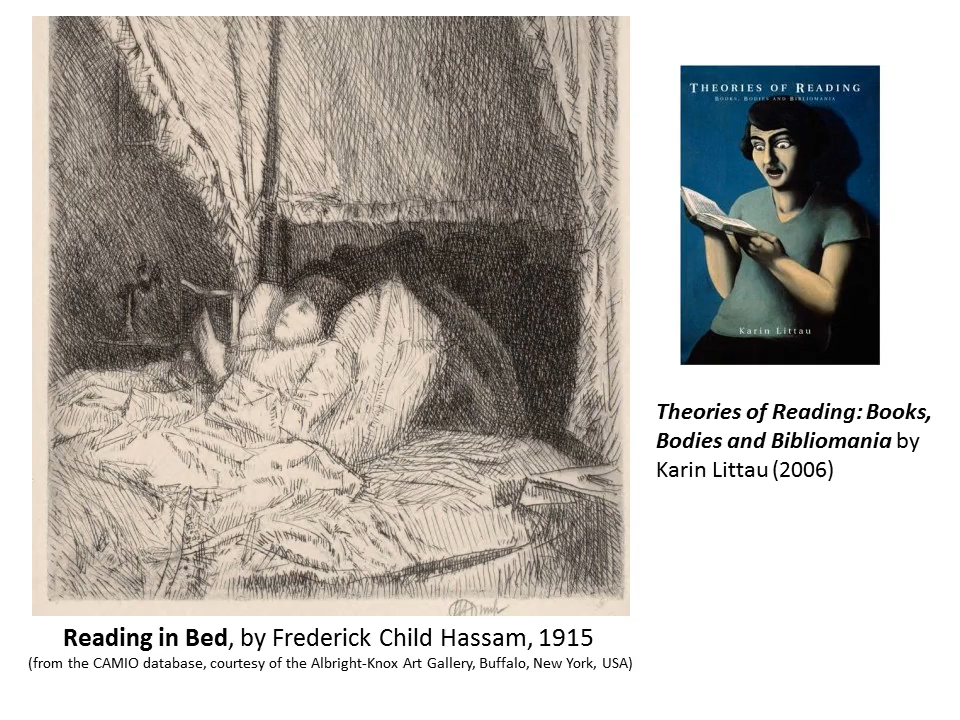 THEORIES OF READING
BOOKS, BODIES AND BIBLIOMANIA
Karin Littau
Theories of Reading: Books,
Bodies and Bibliomania by
Karin Littau (2006)
Reading in Bed, by Frederick Child Hassam, 1915
(from the CAMIO database, courtesy of the Albright-Knox Art Gallery, Buffalo, New York, USA)